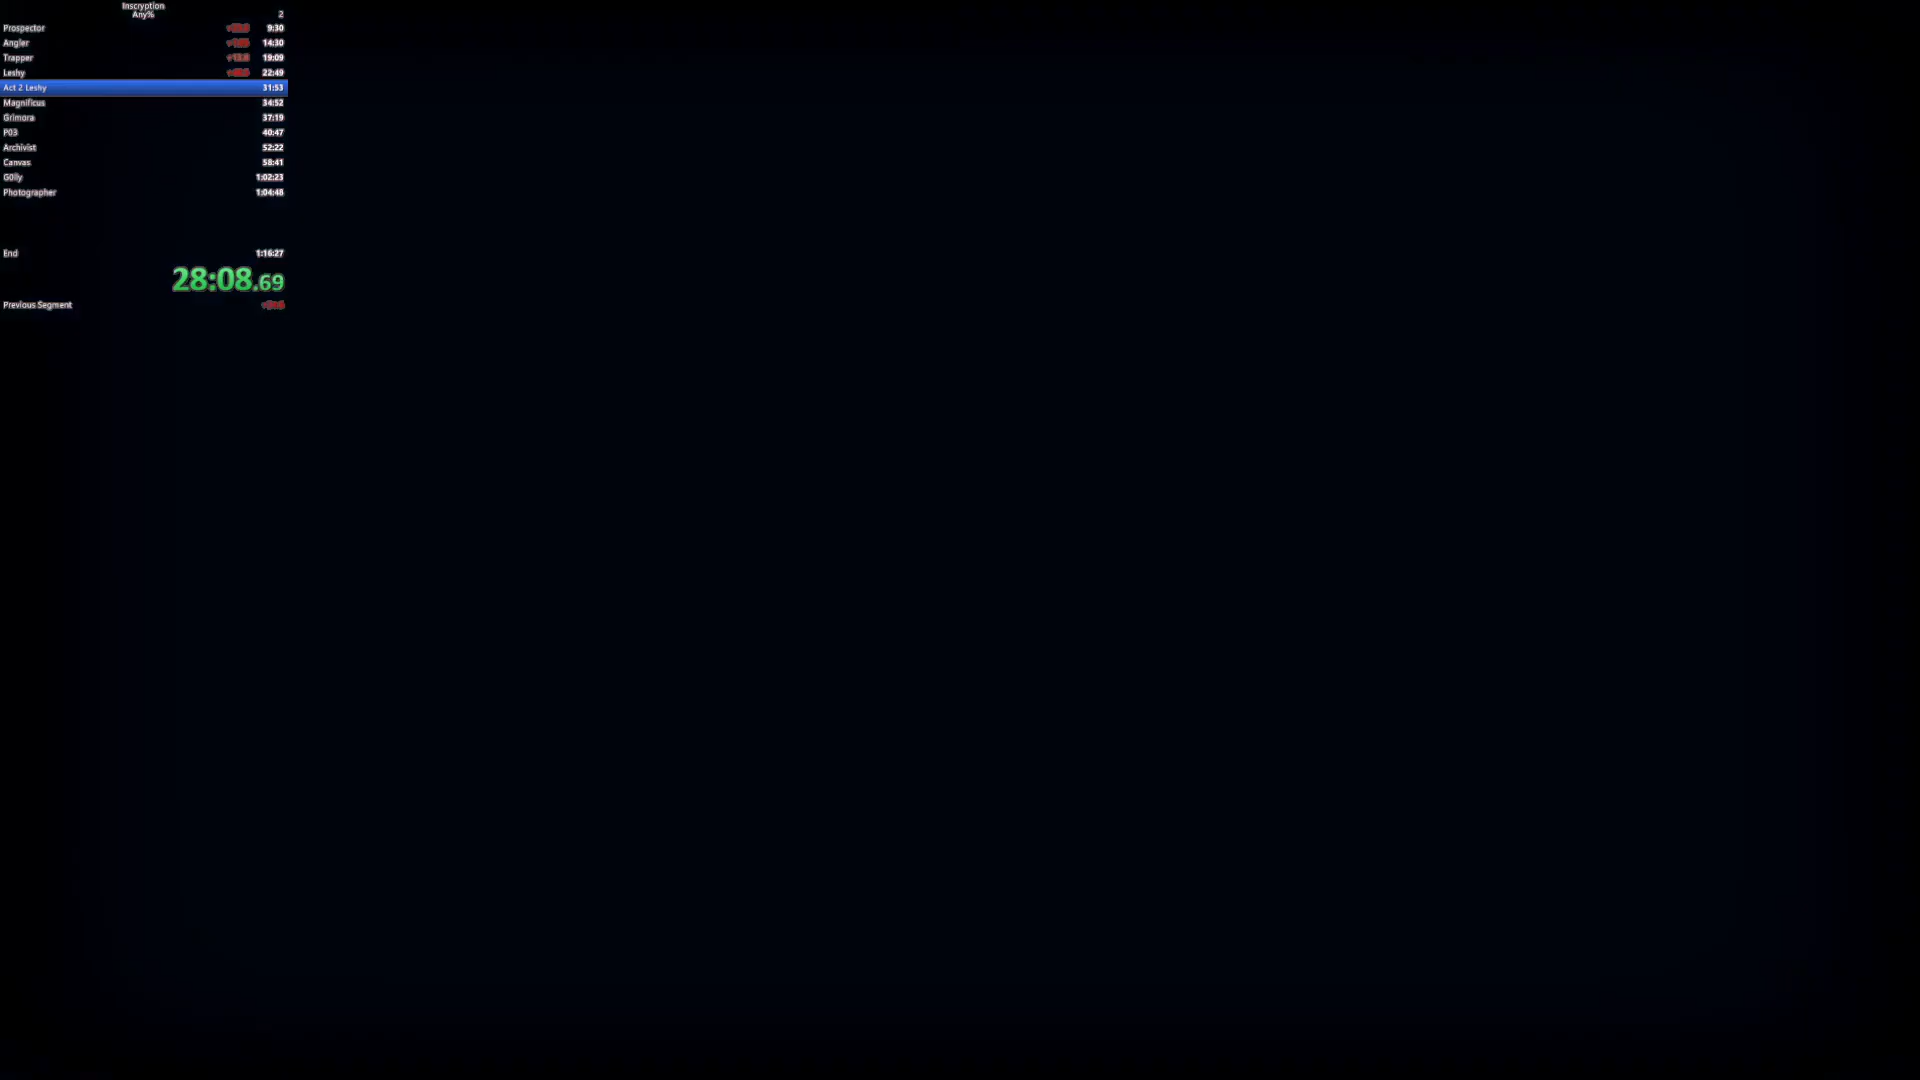 Inscryption
Any%
2
Prospector 9:30
Angler 14:30
Trapper 19:09
Leshy 22:49
Act 2 Leshy 31:53
Magnificus 34:52
Grimora 37:19
P03 40:47
Archivist 52:22
Canvas 58:41
G0lly 1:02:23
Photographer 1:04:48
End 1:16:27
28:08.69
Previous Segment